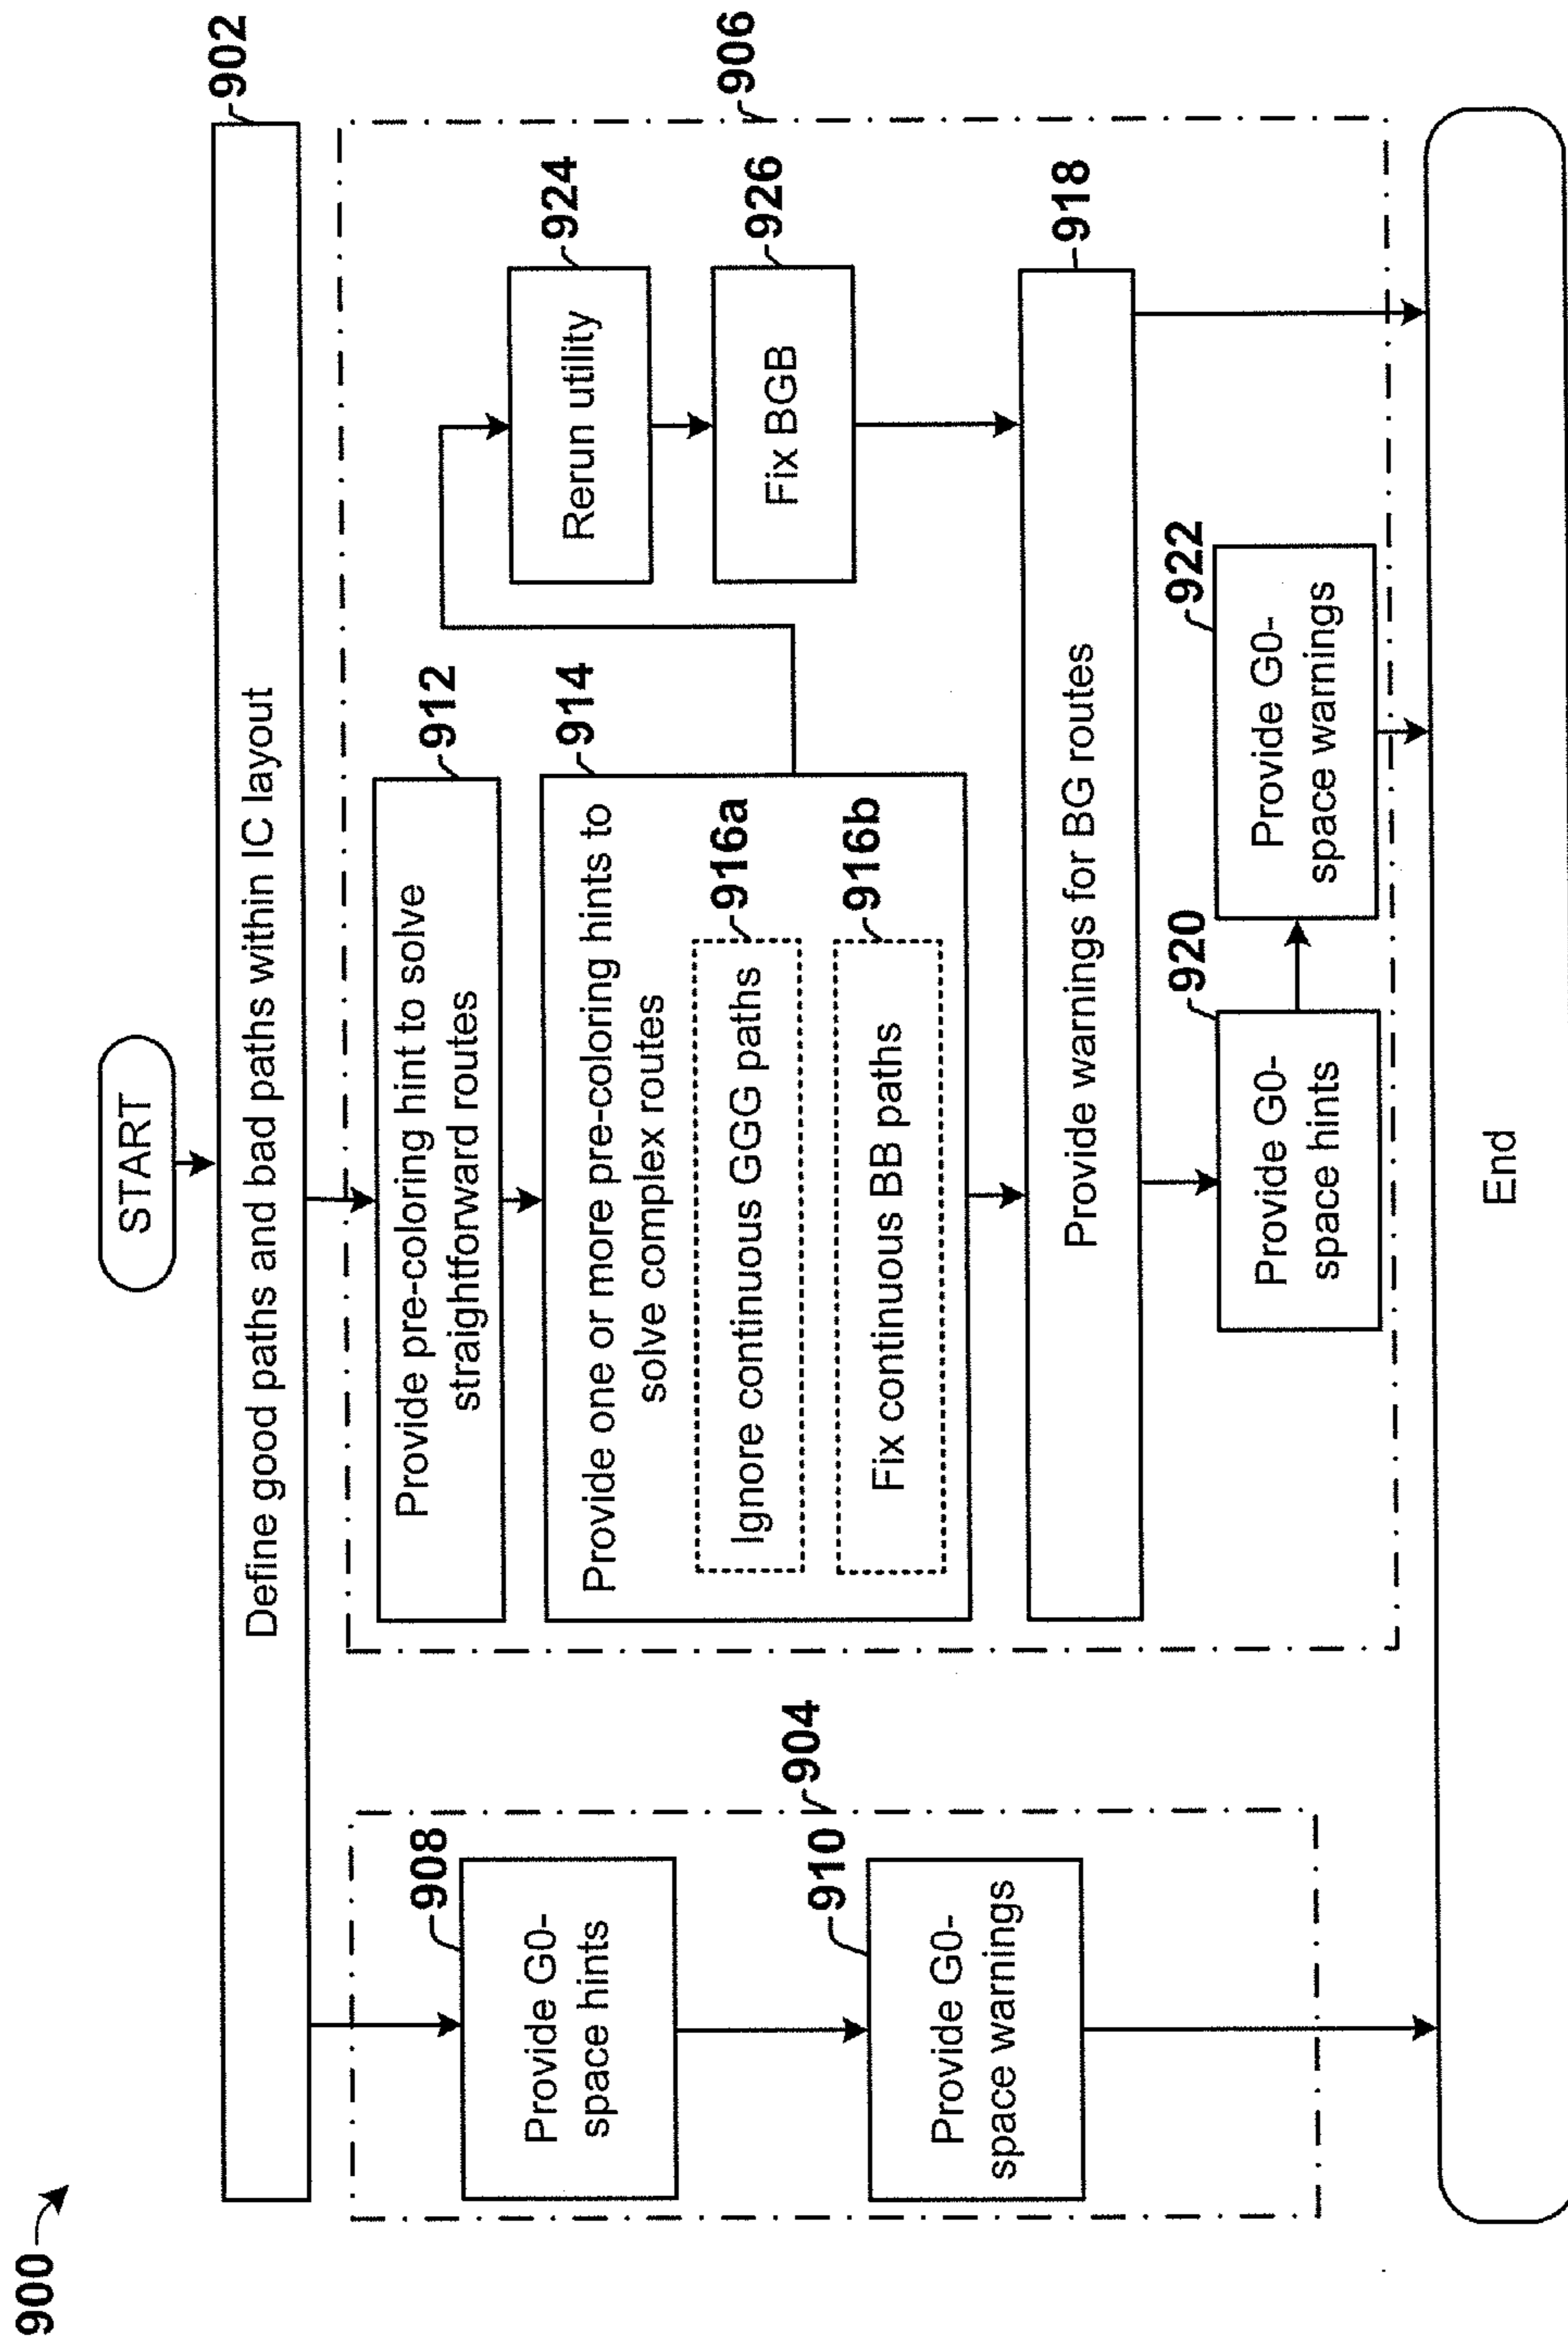 900
START
902
Define good paths and bad paths within IC layout
904
906
908
Provide G0-
space hints
910
Provide G0-
space warnings
912
Provide pre-coloring hint to solve
straightforward routes
914
Provide one or more pre-coloring hints to
solve complex routes
916a
Ignore continuous GGG paths
916b
Fix continuous BB paths
924
Rerun utility
926
Fix BGB
918
Provide warnings for BG routes
920
Provide G0-
space hints
922
Provide G0-
space warnings
End